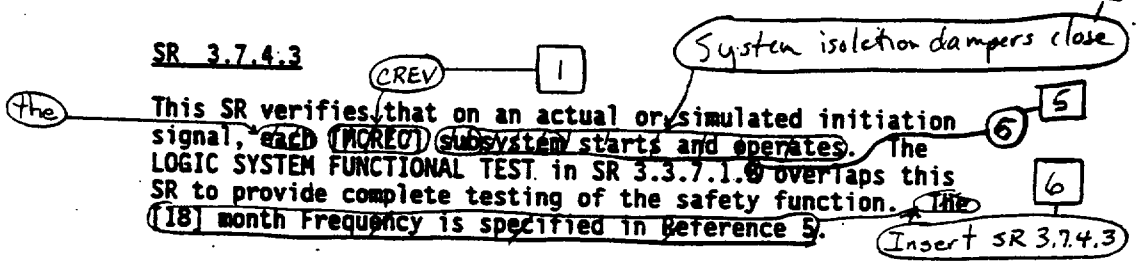 System isolation dampers close
SR 3.7.4.3
CREV 1
the
5
This SR verifies that on an actual or simulated initiation
5
signal, each [MCREC] subsystem starts and operates. The
LOGIC SYSTEM FUNCTIONAL TEST in SR 3.3.7.1. overlaps this
6
SR to provide complete testing of the safety function. The
[18] month Frequency is specified in Reference 5.
Insert SR 3.7.4.3